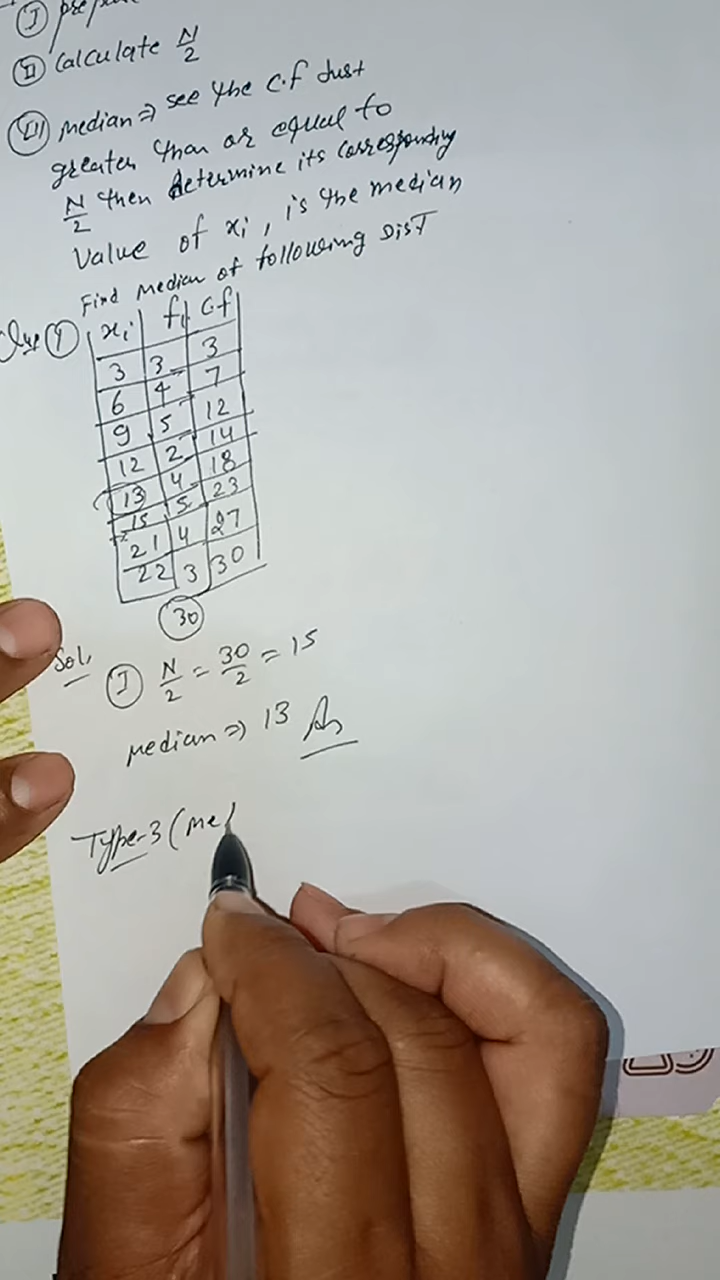 I
II Calculate N/2
III Median ⇒ see the C.f Just
greater than or equal to
N/2 then determine its corresponding
Value of xi, is the median
Que 1 Find Median of following DisT
xi fi C.f
3 3 3
6 4 7
9 5 12
12 2 14
13 4 18
15 5 23
21 4 27
22 3 30
30
Sol. I N/2 = 30/2 = 15
Median ⇒ 13 Ans
Type-3 (Me